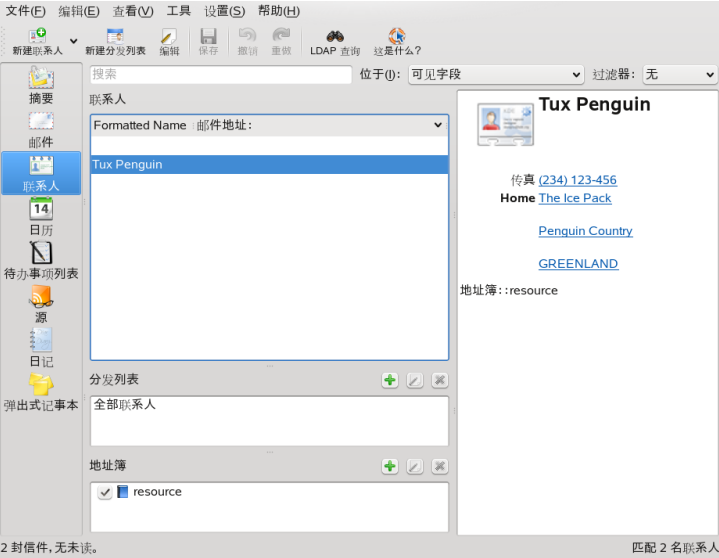 文件(F) 编辑(E) 查看(V) 工具 设置(S) 帮助(H)
新建联系人 新建分发列表 编辑 保存 撤消 重做 LDAP 查询 这是什么?
搜索 位于(I): 可见字段 过滤器: 无
摘要
邮件
联系人
14
日历
待办事项列表
源
日记
弹出式记事本
联系人
Formatted Name 邮件地址:
Tux Penguin
分发列表
全部联系人
地址簿
resource
Tux Penguin
传真 (234) 123-456
Home The Ice Pack
Penguin Country
GREENLAND
地址簿::resource
2 封信件,无未读。 匹配 2 名联系人